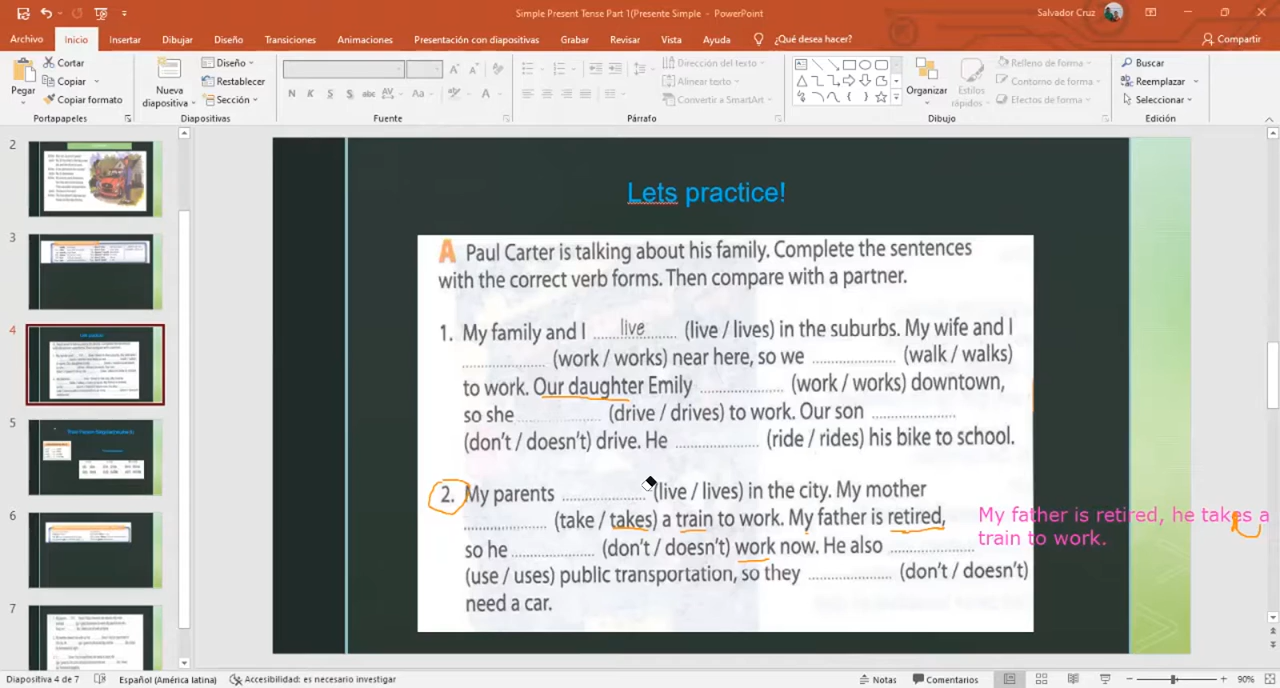 Simple Present Tense Part 1(Presente Simple - PowerPoint
Salvador Cruz
Archivo Inicio Insertar Dibujar Diseño Transiciones Animaciones Presentación con diapositivas Grabar Revisar Vista Ayuda ¿Qué desea hacer? Compartir
Pegar
Cortar
Copiar
Copiar formato
Portapapeles
Nueva diapositiva
Diseño
Restablecer
Sección
Diapositivas
N K S S abc AV Aa A
Fuente
Dirección del texto
Alinear texto
Convertir a SmartArt
Párrafo
Organizar
Estilos rápidos
Relleno de forma
Contorno de forma
Efectos de forma
Dibujo
Buscar
Reemplazar
Seleccionar
Edición
2
3
4
5
6
7
Lets practice!
A Paul Carter is talking about his family. Complete the sentences
with the correct verb forms. Then compare with a partner.
1. My family and I ....live.... (live / lives) in the suburbs. My wife and I
.................... (work / works) near here, so we .................... (walk / walks)
to work. Our daughter Emily .................... (work / works) downtown,
so she .................... (drive / drives) to work. Our son ....................
(don't / doesn't) drive. He .................... (ride / rides) his bike to school.
2. My parents .................... (live / lives) in the city. My mother
.................... (take / takes) a train to work. My father is retired,
so he .................... (don't / doesn't) work now. He also ....................
(use / uses) public transportation, so they .................... (don't / doesn't)
need a car.
My father is retired, he takes a
train to work.
Diapositiva 4 de 7 Español (América latina) Accesibilidad: es necesario investigar Notas Comentarios 90%